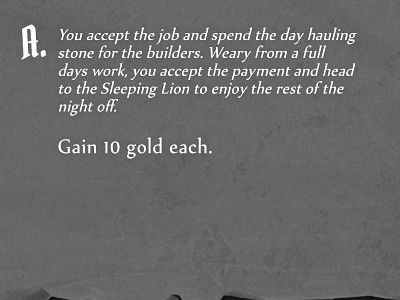 A. You accept the job and spend the day hauling
stone for the builders. Weary from a full
days work, you accept the payment and head
to the Sleeping Lion to enjoy the rest of the
night off.
Gain 10 gold each.